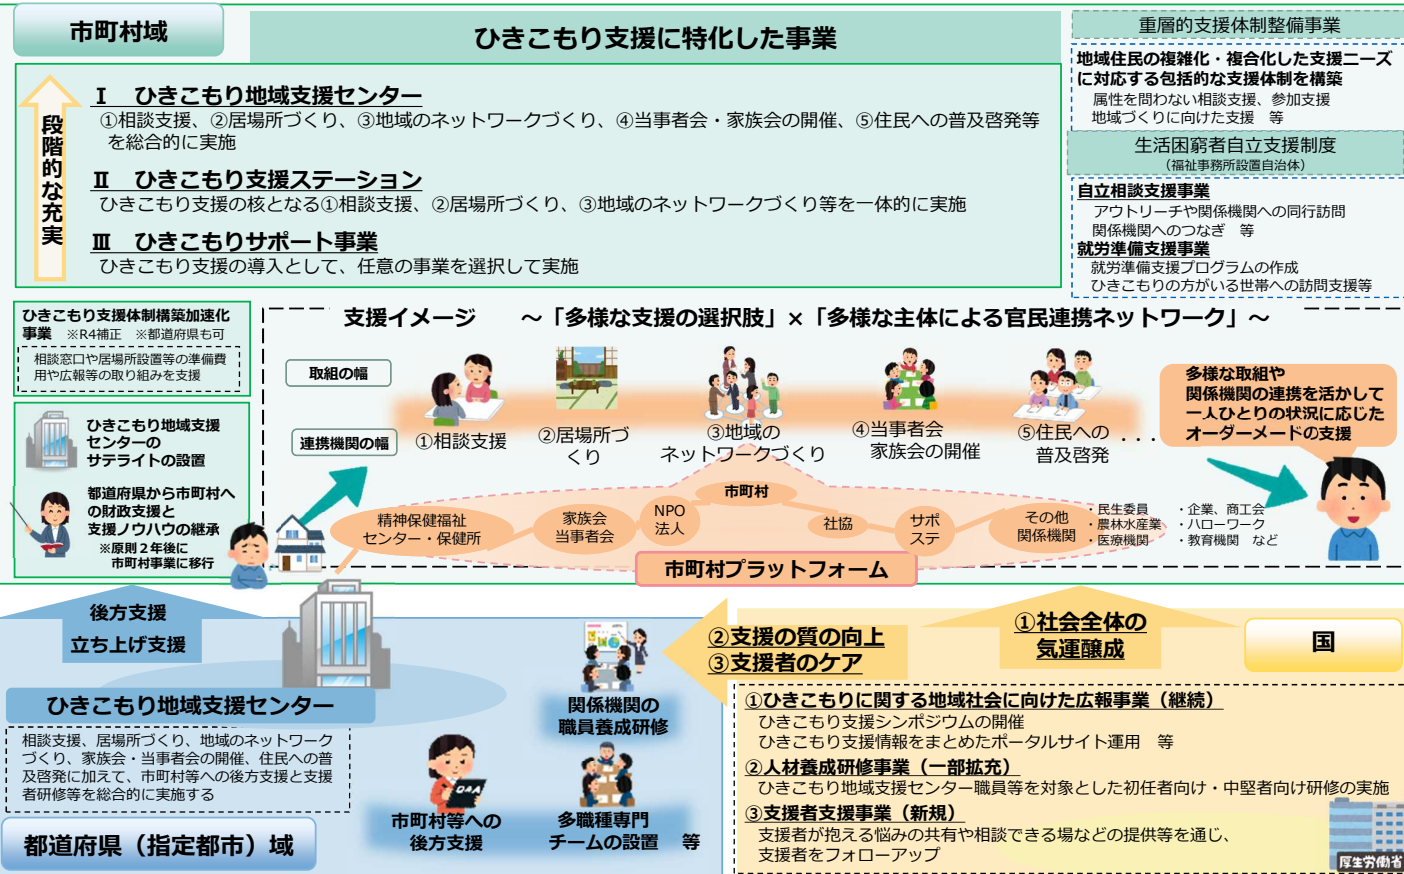 市町村域
ひきこもり支援に特化した事業
段階的な充実
Ⅰ　ひきこもり地域支援センター
①相談支援、②居場所づくり、③地域のネットワークづくり、④当事者会・家族会の開催、⑤住民への普及啓発等
を総合的に実施
Ⅱ　ひきこもり支援ステーション
ひきこもり支援の核となる①相談支援、②居場所づくり、③地域のネットワークづくり等を一体的に実施
Ⅲ　ひきこもりサポート事業
ひきこもり支援の導入として、任意の事業を選択して実施
重層的支援体制整備事業
地域住民の複雑化・複合化した支援ニーズ
に対応する包括的な支援体制を構築
属性を問わない相談支援、参加支援
地域づくりに向けた支援　等
生活困窮者自立支援制度
（福祉事務所設置自治体）
自立相談支援事業
アウトリーチや関係機関への同行訪問
関係機関へのつなぎ　等
就労準備支援事業
就労準備支援プログラムの作成
ひきこもりの方がいる世帯への訪問支援等
ひきこもり支援体制構築加速化
事業　※R4補正　※都道府県も可
相談窓口や居場所設置等の準備費
用や広報等の取り組みを支援
ひきこもり地域支援
センターの
サテライトの設置
都道府県から市町村へ
の財政支援と
支援ノウハウの継承
※原則２年後に
市町村事業に移行
支援イメージ　～「多様な支援の選択肢」×「多様な主体による官民連携ネットワーク」～
取組の幅
連携機関の幅
①相談支援
②居場所づ
くり
③地域の
ネットワークづくり
④当事者会
家族会の開催
⑤住民への
普及啓発
・・・
多様な取組や
関係機関の連携を活かして
一人ひとりの状況に応じた
オーダーメードの支援
市町村
精神保健福祉
センター・保健所
家族会
当事者会
NPO
法人
社協
サポ
ステ
その他
関係機関
・民生委員
・農林水産業
・医療機関
・企業、商工会
・ハローワーク
・教育機関　など
市町村プラットフォーム
後方支援
立ち上げ支援
ひきこもり地域支援センター
相談支援、居場所づくり、地域のネットワーク
づくり、家族会・当事者会の開催、住民への普
及啓発に加えて、市町村等への後方支援と支援
者研修等を総合的に実施する
都道府県（指定都市）域
関係機関の
職員養成研修
Q&A
市町村等への
後方支援
多職種専門
チームの設置　等
②支援の質の向上
③支援者のケア
①社会全体の
気運醸成
国
①ひきこもりに関する地域社会に向けた広報事業（継続）
ひきこもり支援シンポジウムの開催
ひきこもり支援情報をまとめたポータルサイト運用　等
②人材養成研修事業（一部拡充）
ひきこもり地域支援センター職員等を対象とした初任者向け・中堅者向け研修の実施
③支援者支援事業（新規）
支援者が抱える悩みの共有や相談できる場などの提供等を通じ、
支援者をフォローアップ
厚生労働省